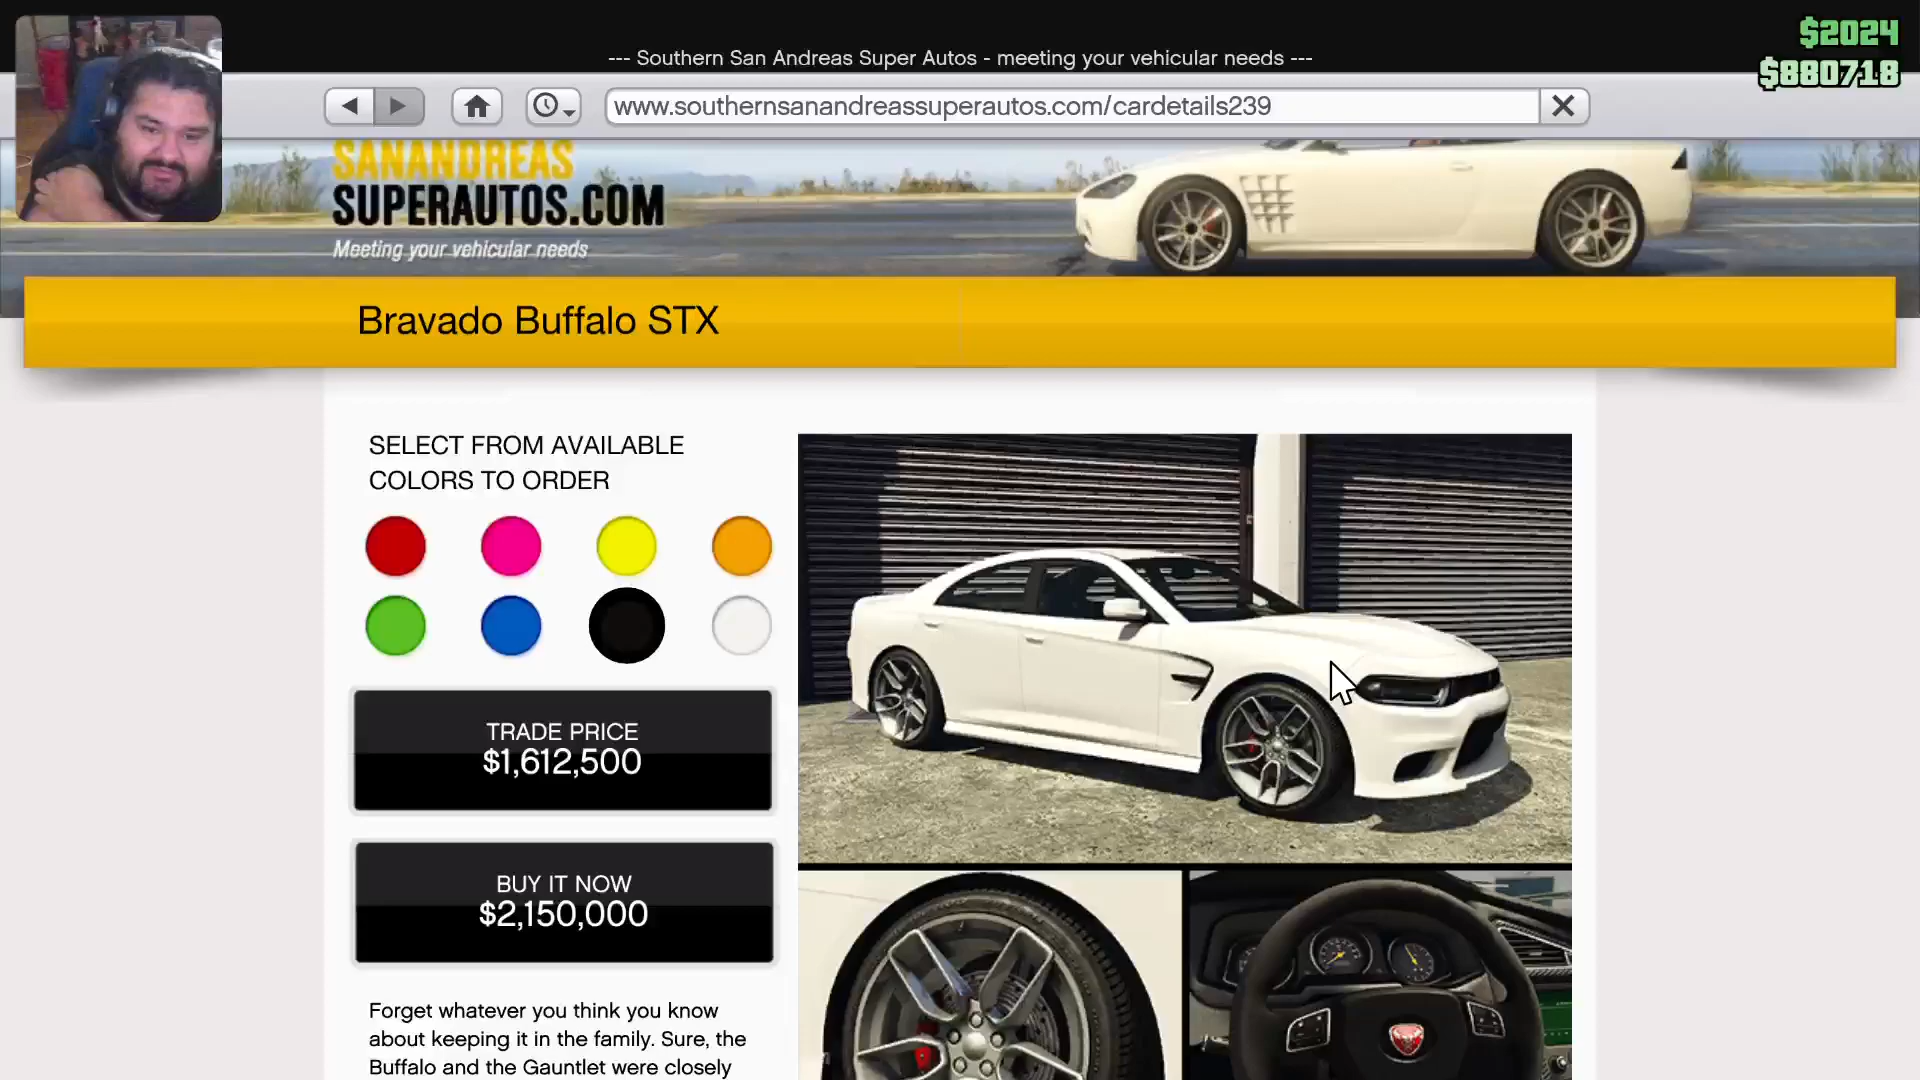 $2024
$880718
--- Southern San Andreas Super Autos - meeting your vehicular needs ---
www.southernsanandreassuperautos.com/cardetails239
SANANDREAS
SUPERAUTOS.COM
Meeting your vehicular needs
Bravado Buffalo STX
SELECT FROM AVAILABLE
COLORS TO ORDER
TRADE PRICE
$1,612,500
BUY IT NOW
$2,150,000
Forget whatever you think you know
about keeping it in the family. Sure, the
Buffalo and the Gauntlet were closely